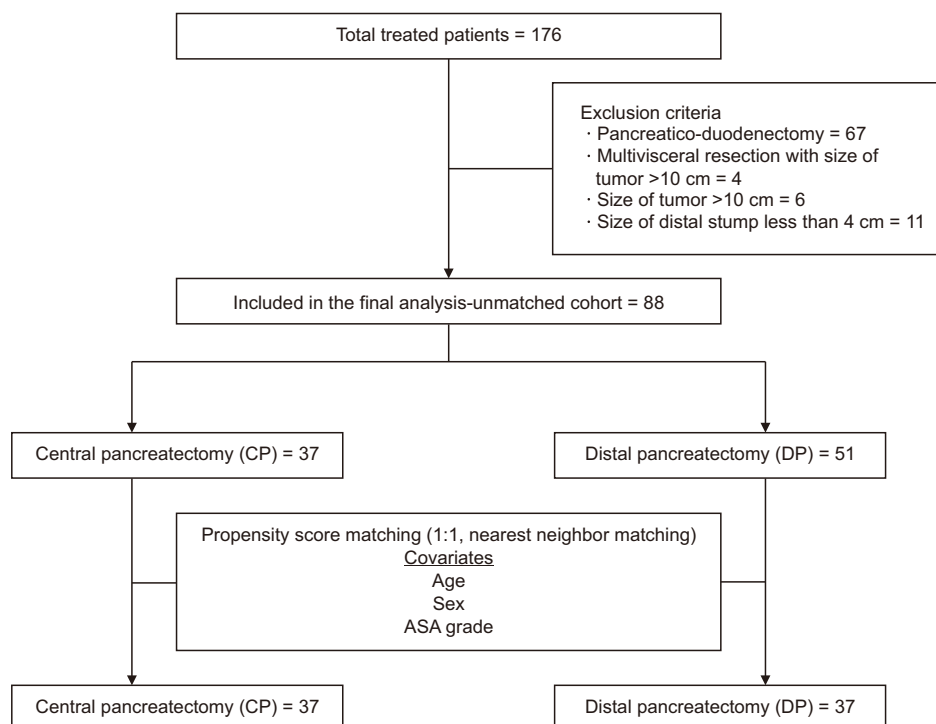 Total treated patients = 176
Exclusion criteria
· Pancreatico-duodenectomy = 67
· Multivisceral resection with size of
tumor >10 cm = 4
· Size of tumor >10 cm = 6
· Size of distal stump less than 4 cm = 11
Included in the final analysis-unmatched cohort = 88
Central pancreatectomy (CP) = 37
Distal pancreatectomy (DP) = 51
Propensity score matching (1:1, nearest neighbor matching)
Covariates
Age
Sex
ASA grade
Central pancreatectomy (CP) = 37
Distal pancreatectomy (DP) = 37